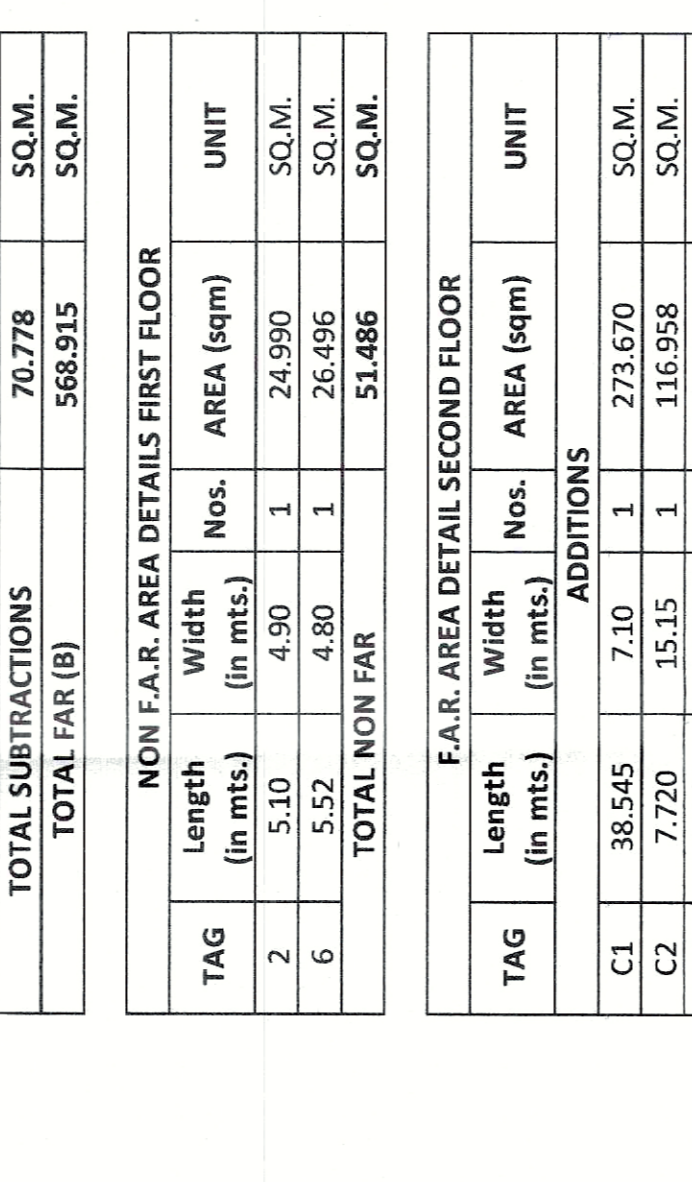 TOTAL SUBTRACTIONS 70.778 SQ.M.
TOTAL FAR (B) 568.915 SQ.M.
NON F.A.R. AREA DETAILS FIRST FLOOR
TAG Length (in mts.) Width (in mts.) Nos. AREA (sqm) UNIT
2 5.10 4.90 1 24.990 SQ.M.
6 5.52 4.80 1 26.496 SQ.M.
TOTAL NON FAR 51.486 SQ.M.
F.A.R. AREA DETAIL SECOND FLOOR
TAG Length (in mts.) Width (in mts.) Nos. AREA (sqm) UNIT
ADDITIONS
C1 38.545 7.10 1 273.670 SQ.M.
C2 7.720 15.15 1 116.958 SQ.M.